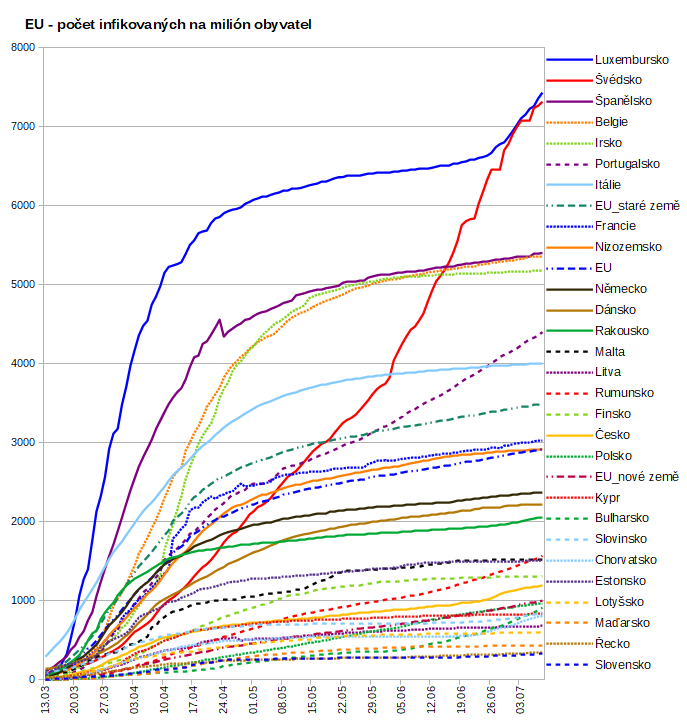 EU - počet infikovaných na milión obyvatel
8000
7000
6000
5000
4000
3000
2000
1000
0
13.03
20.03
27.03
03.04
10.04
17.04
24.04
01.05
08.05
15.05
22.05
29.05
05.06
12.06
19.06
26.06
03.07
Luxembursko
Švédsko
Španělsko
Belgie
Irsko
Portugalsko
Itálie
EU_staré země
Francie
Nizozemsko
EU
Německo
Dánsko
Rakousko
Malta
Litva
Rumunsko
Finsko
Česko
Polsko
EU_nové země
Kypr
Bulharsko
Slovinsko
Chorvatsko
Estonsko
Lotyšsko
Maďarsko
Řecko
Slovensko